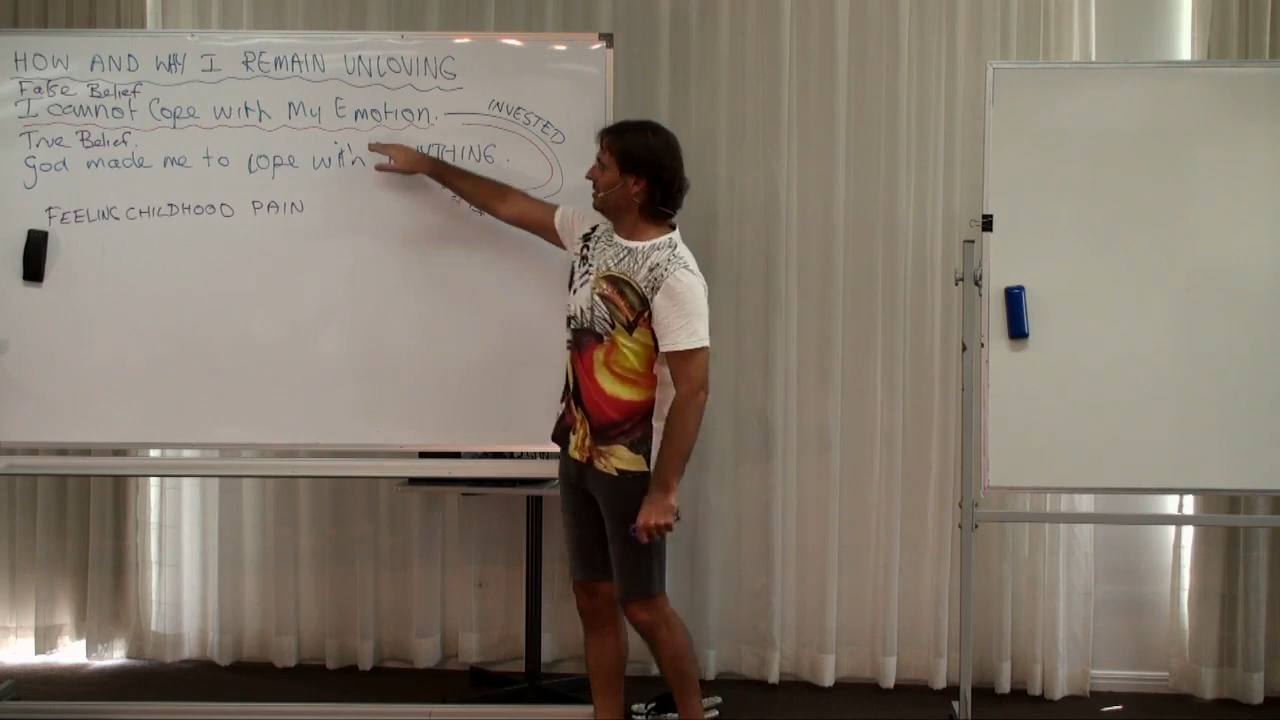 HOW AND WHY I REMAIN UNLOVING
False Belief
I cannot Cope with My Emotion.
INVESTED
True Belief.
God made me to cope with
FEELING CHILDHOOD PAIN